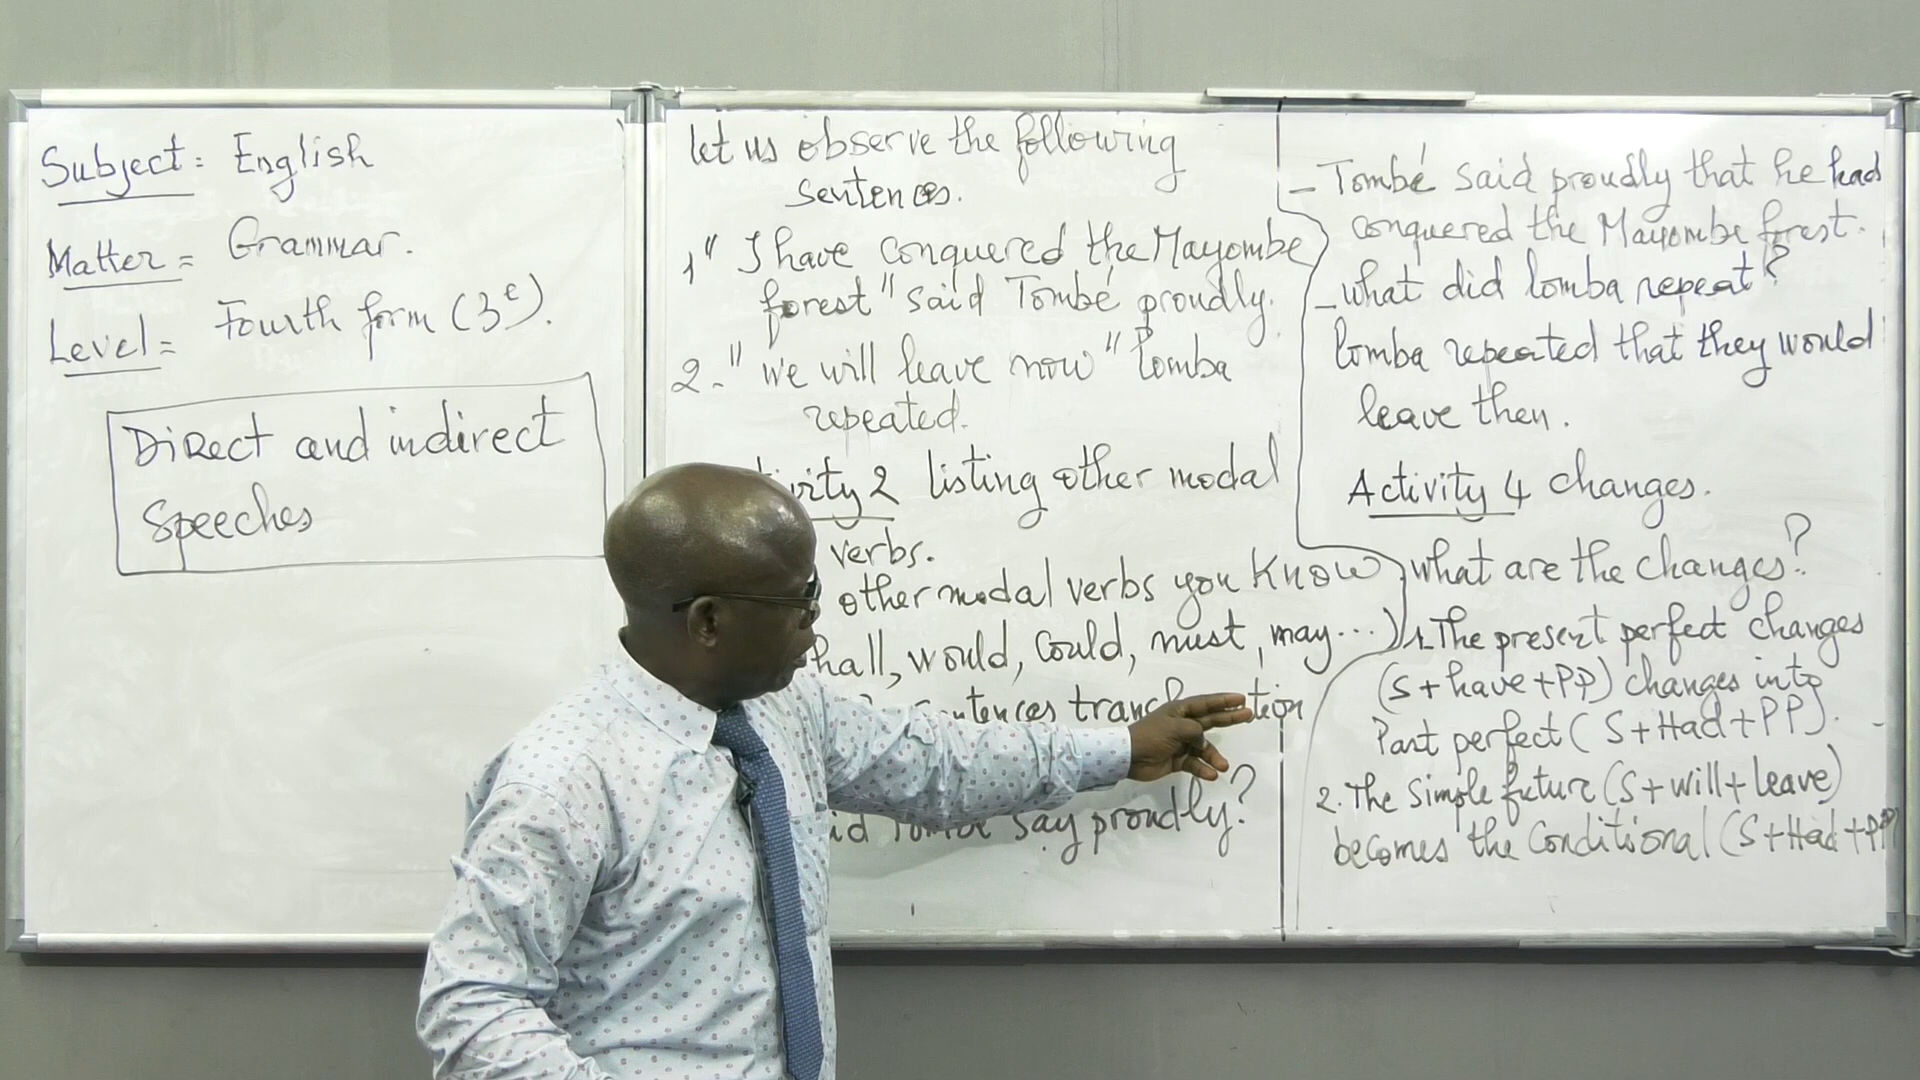 Subject: English
Matter = Grammar.
Level = Fourth form (3e).
Direct and indirect
Speeches
let us observe the following
sentences.
1" I have conquered the Mayombe
forest" said Tombé proudly.
2-" we will leave now" lomba
repeated.
2 listing other modal
verbs.
other modal verbs you know
would, could, must, may...)
say proudly?
- Tombé said proudly that he had
conquered the Mayombe forest.
- what did lomba repeat?
lomba repeated that they would
leave then.
Activity 4 changes.
what are the changes?
1. The present perfect changes
(S+have+PP) changes into
Past perfect (S+Had+PP).
2. The Simple future (S+will+leave)
becomes the Conditional (S+Had+PP)